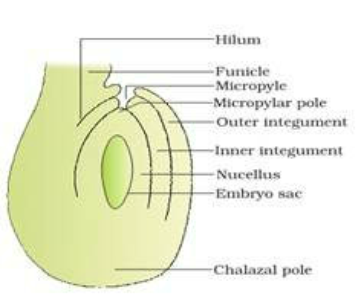 Hilum
Funicle
Micropyle
Micropylar pole
Outer integument
Inner integument
Nucellus
Embryo sac
Chalazal pole